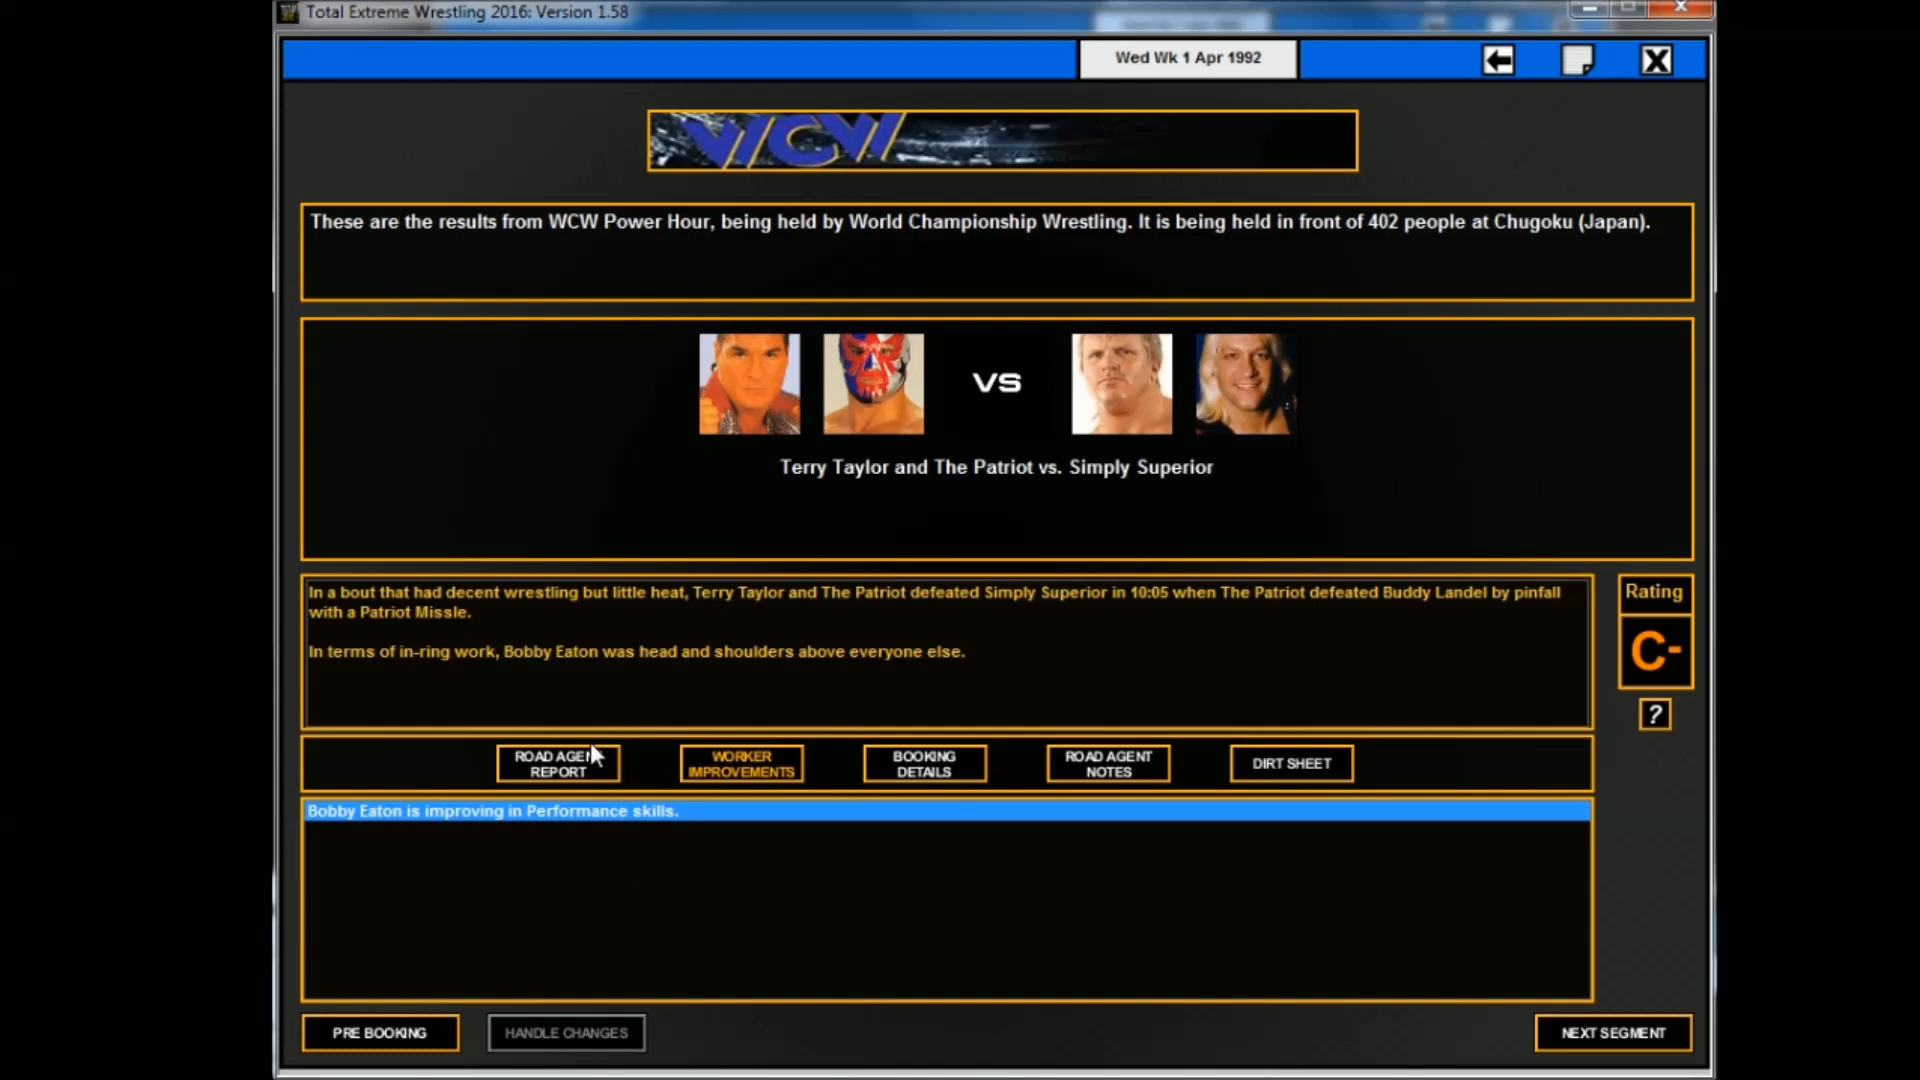 Total Extreme Wrestling 2016: Version 1.58
Wed Wk 1 Apr 1992
WCW
These are the results from WCW Power Hour, being held by World Championship Wrestling. It is being held in front of 402 people at Chugoku (Japan).
VS
Terry Taylor and The Patriot vs. Simply Superior
In a bout that had decent wrestling but little heat, Terry Taylor and The Patriot defeated Simply Superior in 10:05 when The Patriot defeated Buddy Landel by pinfall
with a Patriot Missle.
In terms of in-ring work, Bobby Eaton was head and shoulders above everyone else.
Rating
C-
?
ROAD AGENT
REPORT
WORKER
IMPROVEMENTS
BOOKING
DETAILS
ROAD AGENT
NOTES
DIRT SHEET
Bobby Eaton is improving in Performance skills.
PRE BOOKING
HANDLE CHANGES
NEXT SEGMENT